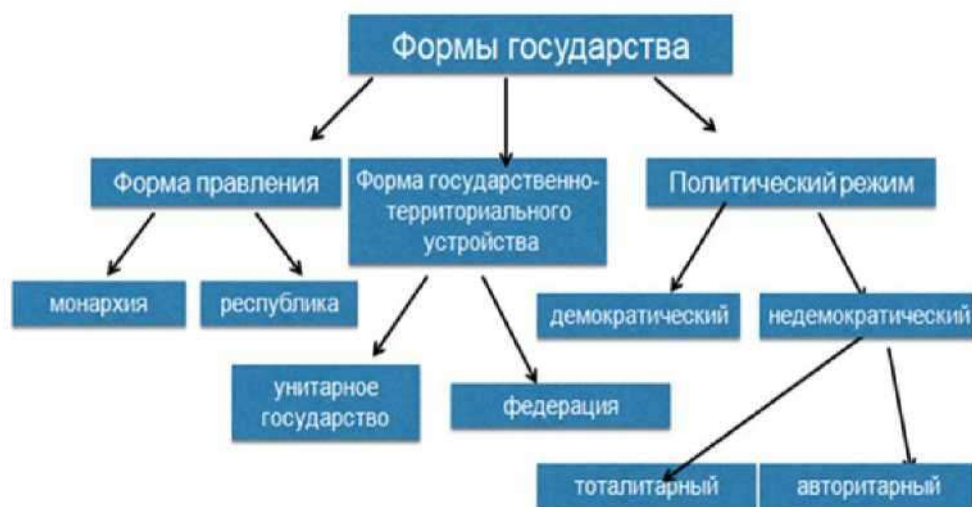 Формы государства
Форма правления
Форма государственно-
территориального
устройства
Политический режим
монархия
республика
демократический
недемократический
унитарное
государство
федерация
тоталитарный
авторитарный